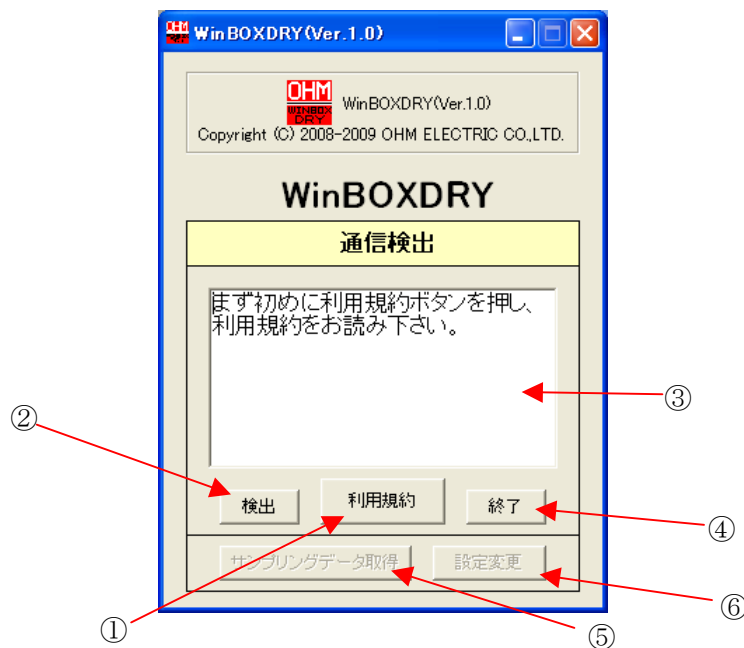 WinBOXDRY(Ver.1.0)
OHM
WINBOX
DRY
WinBOXDRY(Ver.1.0)
Copyright (C) 2008-2009 OHM ELECTRIC CO.,LTD.
WinBOXDRY
通信検出
まず初めに利用規約ボタンを押し、
利用規約をお読み下さい。
③
②
検出
利用規約
終了
④
サンプリングデータ取得
設定変更
①
⑤
⑥